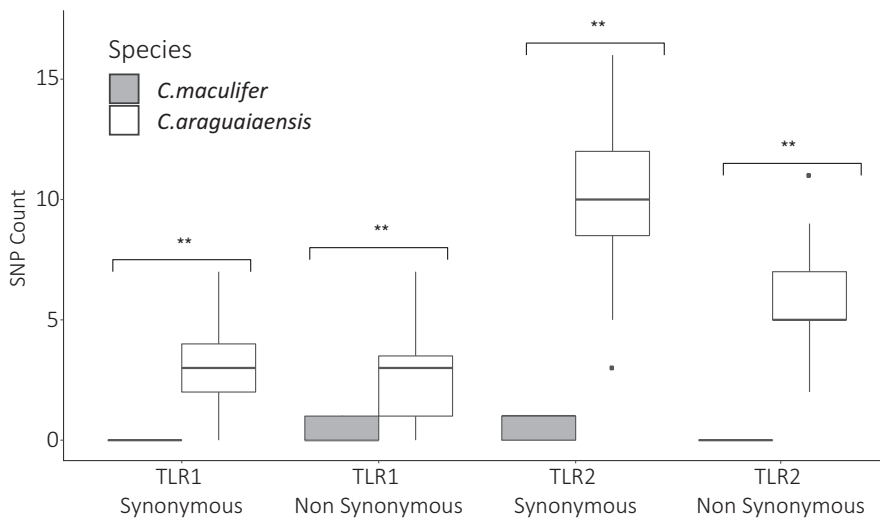 **
Species
C.maculifer
C.araguaiaensis
15
**
10
**
**
5
0
SNP Count
TLR1
Synonymous
TLR1
Non Synonymous
TLR2
Synonymous
TLR2
Non Synonymous